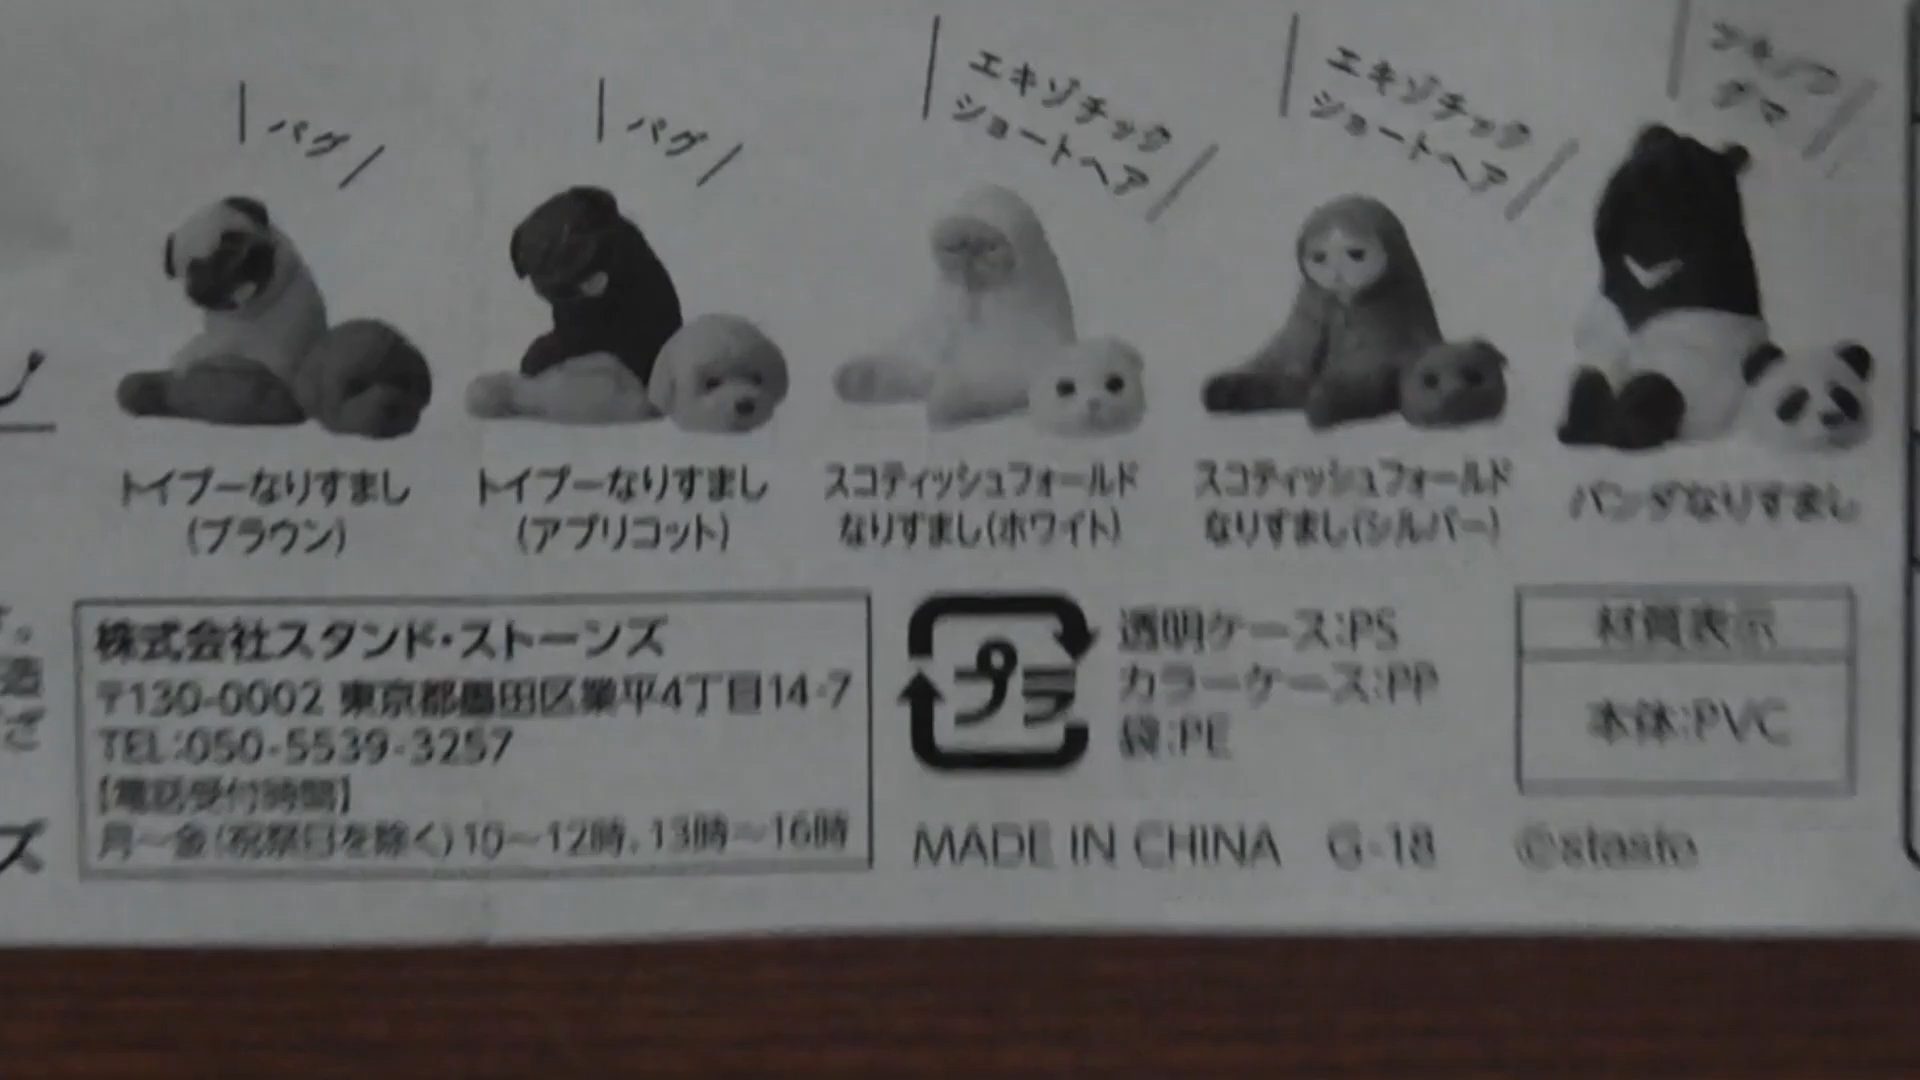 パグ
パグ
エキゾチック
ショートヘア
エキゾチック
ショートヘア
ツキノワ
グマ
トイプーなりすまし
(ブラウン)
トイプーなりすまし
(アプリコット)
スコティッシュフォールド
なりすまし(ホワイト)
スコティッシュフォールド
なりすまし(シルバー)
パンダなりすまし
株式会社スタンド・ストーンズ
〒130-0002 東京都墨田区業平4丁目14-7
TEL:050-5539-3257
【電話受付時間】
月〜金(祝祭日を除く)10〜12時、13時〜16時
プラ
透明ケース:PS
カラーケース:PP
袋:PE
材質表示
本体:PVC
MADE IN CHINA G-18 ©stasto
造
ズ